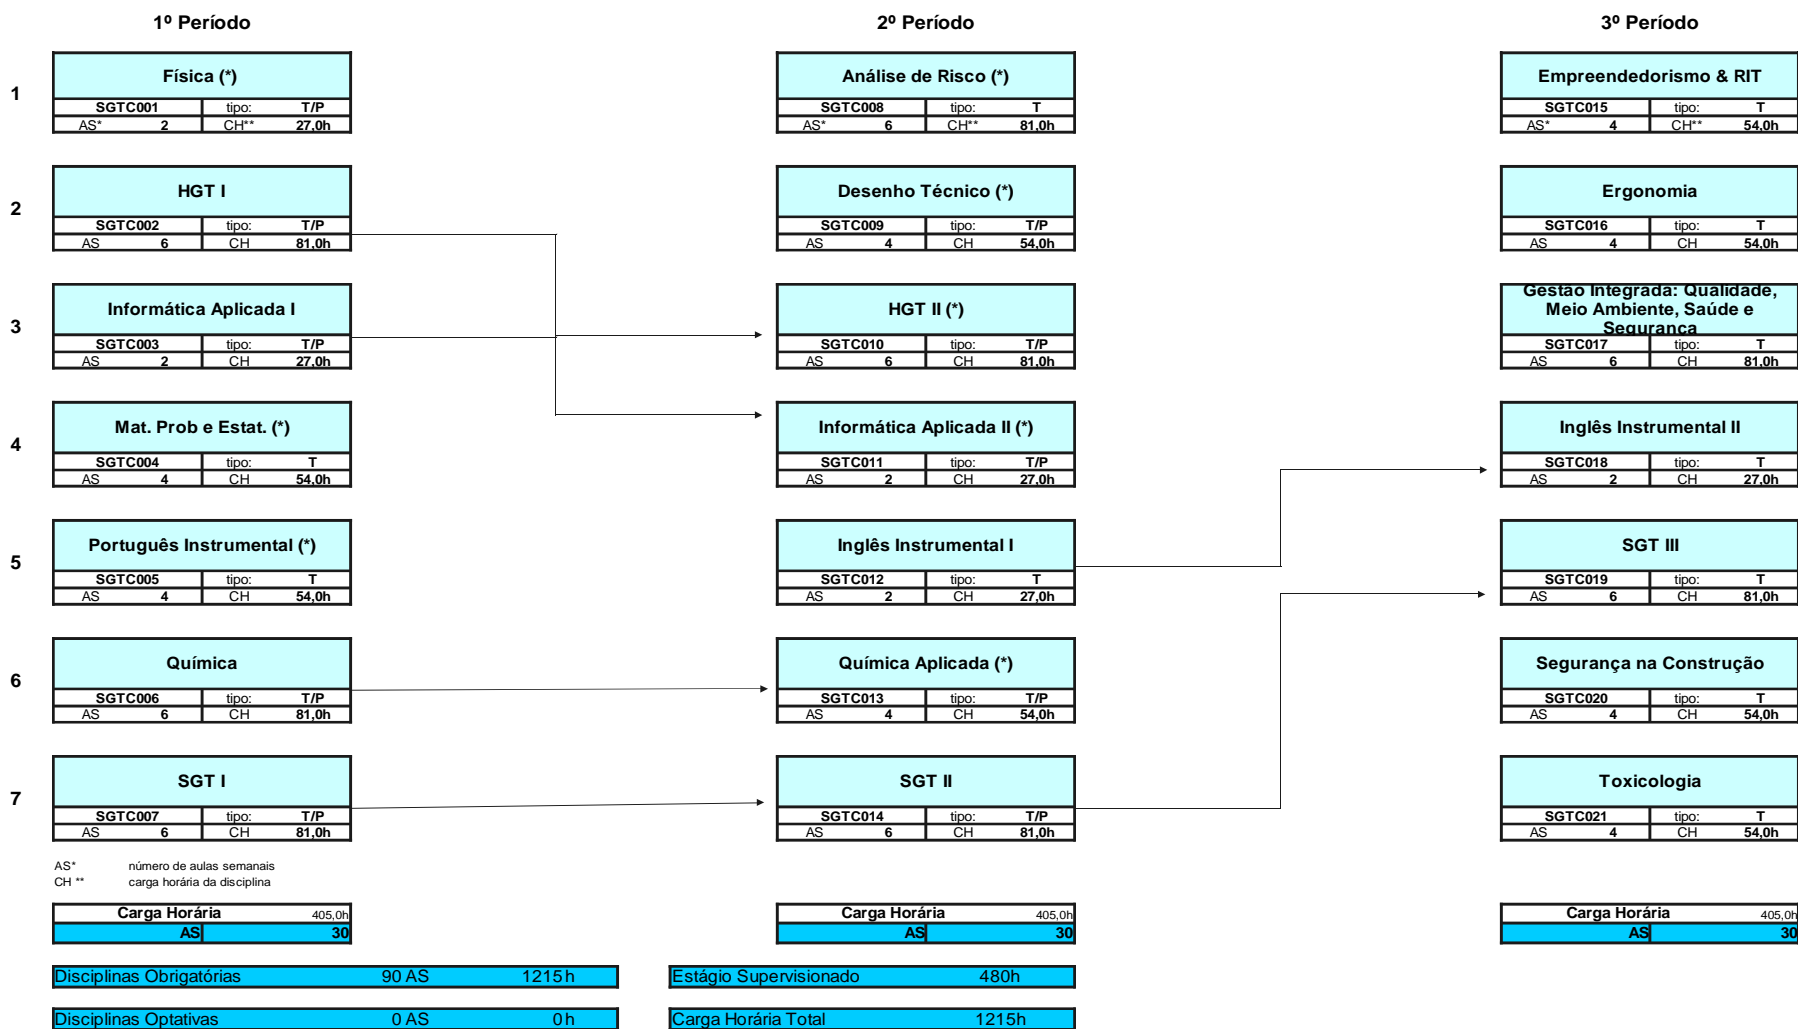 1º Período 2º Período 3º Período
Física (*) Análise de Risco (*) Empreendedorismo & RIT
1
SGTC001 tipo: T/P SGTC008 tipo: T SGTC015 tipo: T
AS* 2 CH** 27,0h AS* 6 CH** 81,0h AS* 4 CH** 54,0h
HGT I Desenho Técnico (*) Ergonomia
2
SGTC002 tipo: T/P SGTC009 tipo: T/P SGTC016 tipo: T
AS 6 CH 81,0h AS 4 CH 54,0h AS 4 CH 54,0h
Informática Aplicada I HGT II (*) Gestão Integrada: Qualidade,
Meio Ambiente, Saúde e
Segurança
3
SGTC003 tipo: T/P SGTC010 tipo: T/P SGTC017 tipo: T
AS 2 CH 27,0h AS 6 CH 81,0h AS 6 CH 81,0h
Mat. Prob e Estat. (*) Informática Aplicada II (*) Inglês Instrumental II
4
SGTC004 tipo: T SGTC011 tipo: T/P SGTC018 tipo: T
AS 4 CH 54,0h AS 2 CH 27,0h AS 2 CH 27,0h
Português Instrumental (*) Inglês Instrumental I SGT III
5
SGTC005 tipo: T SGTC012 tipo: T SGTC019 tipo: T
AS 4 CH 54,0h AS 2 CH 27,0h AS 6 CH 81,0h
Química Química Aplicada (*) Segurança na Construção
6
SGTC006 tipo: T/P SGTC013 tipo: T/P SGTC020 tipo: T
AS 6 CH 81,0h AS 4 CH 54,0h AS 4 CH 54,0h
SGT I SGT II Toxicologia
7
SGTC007 tipo: T/P SGTC014 tipo: T/P SGTC021 tipo: T
AS 6 CH 81,0h AS 6 CH 81,0h AS 4 CH 54,0h
AS* número de aulas semanais
CH ** carga horária da disciplina
Carga Horária 405,0h Carga Horária 405,0h Carga Horária 405,0h
AS 30 AS 30 AS 30
Disciplinas Obrigatórias 90 AS 1215h Estágio Supervisionado 480h
Disciplinas Optativas 0 AS 0h Carga Horária Total 1215h